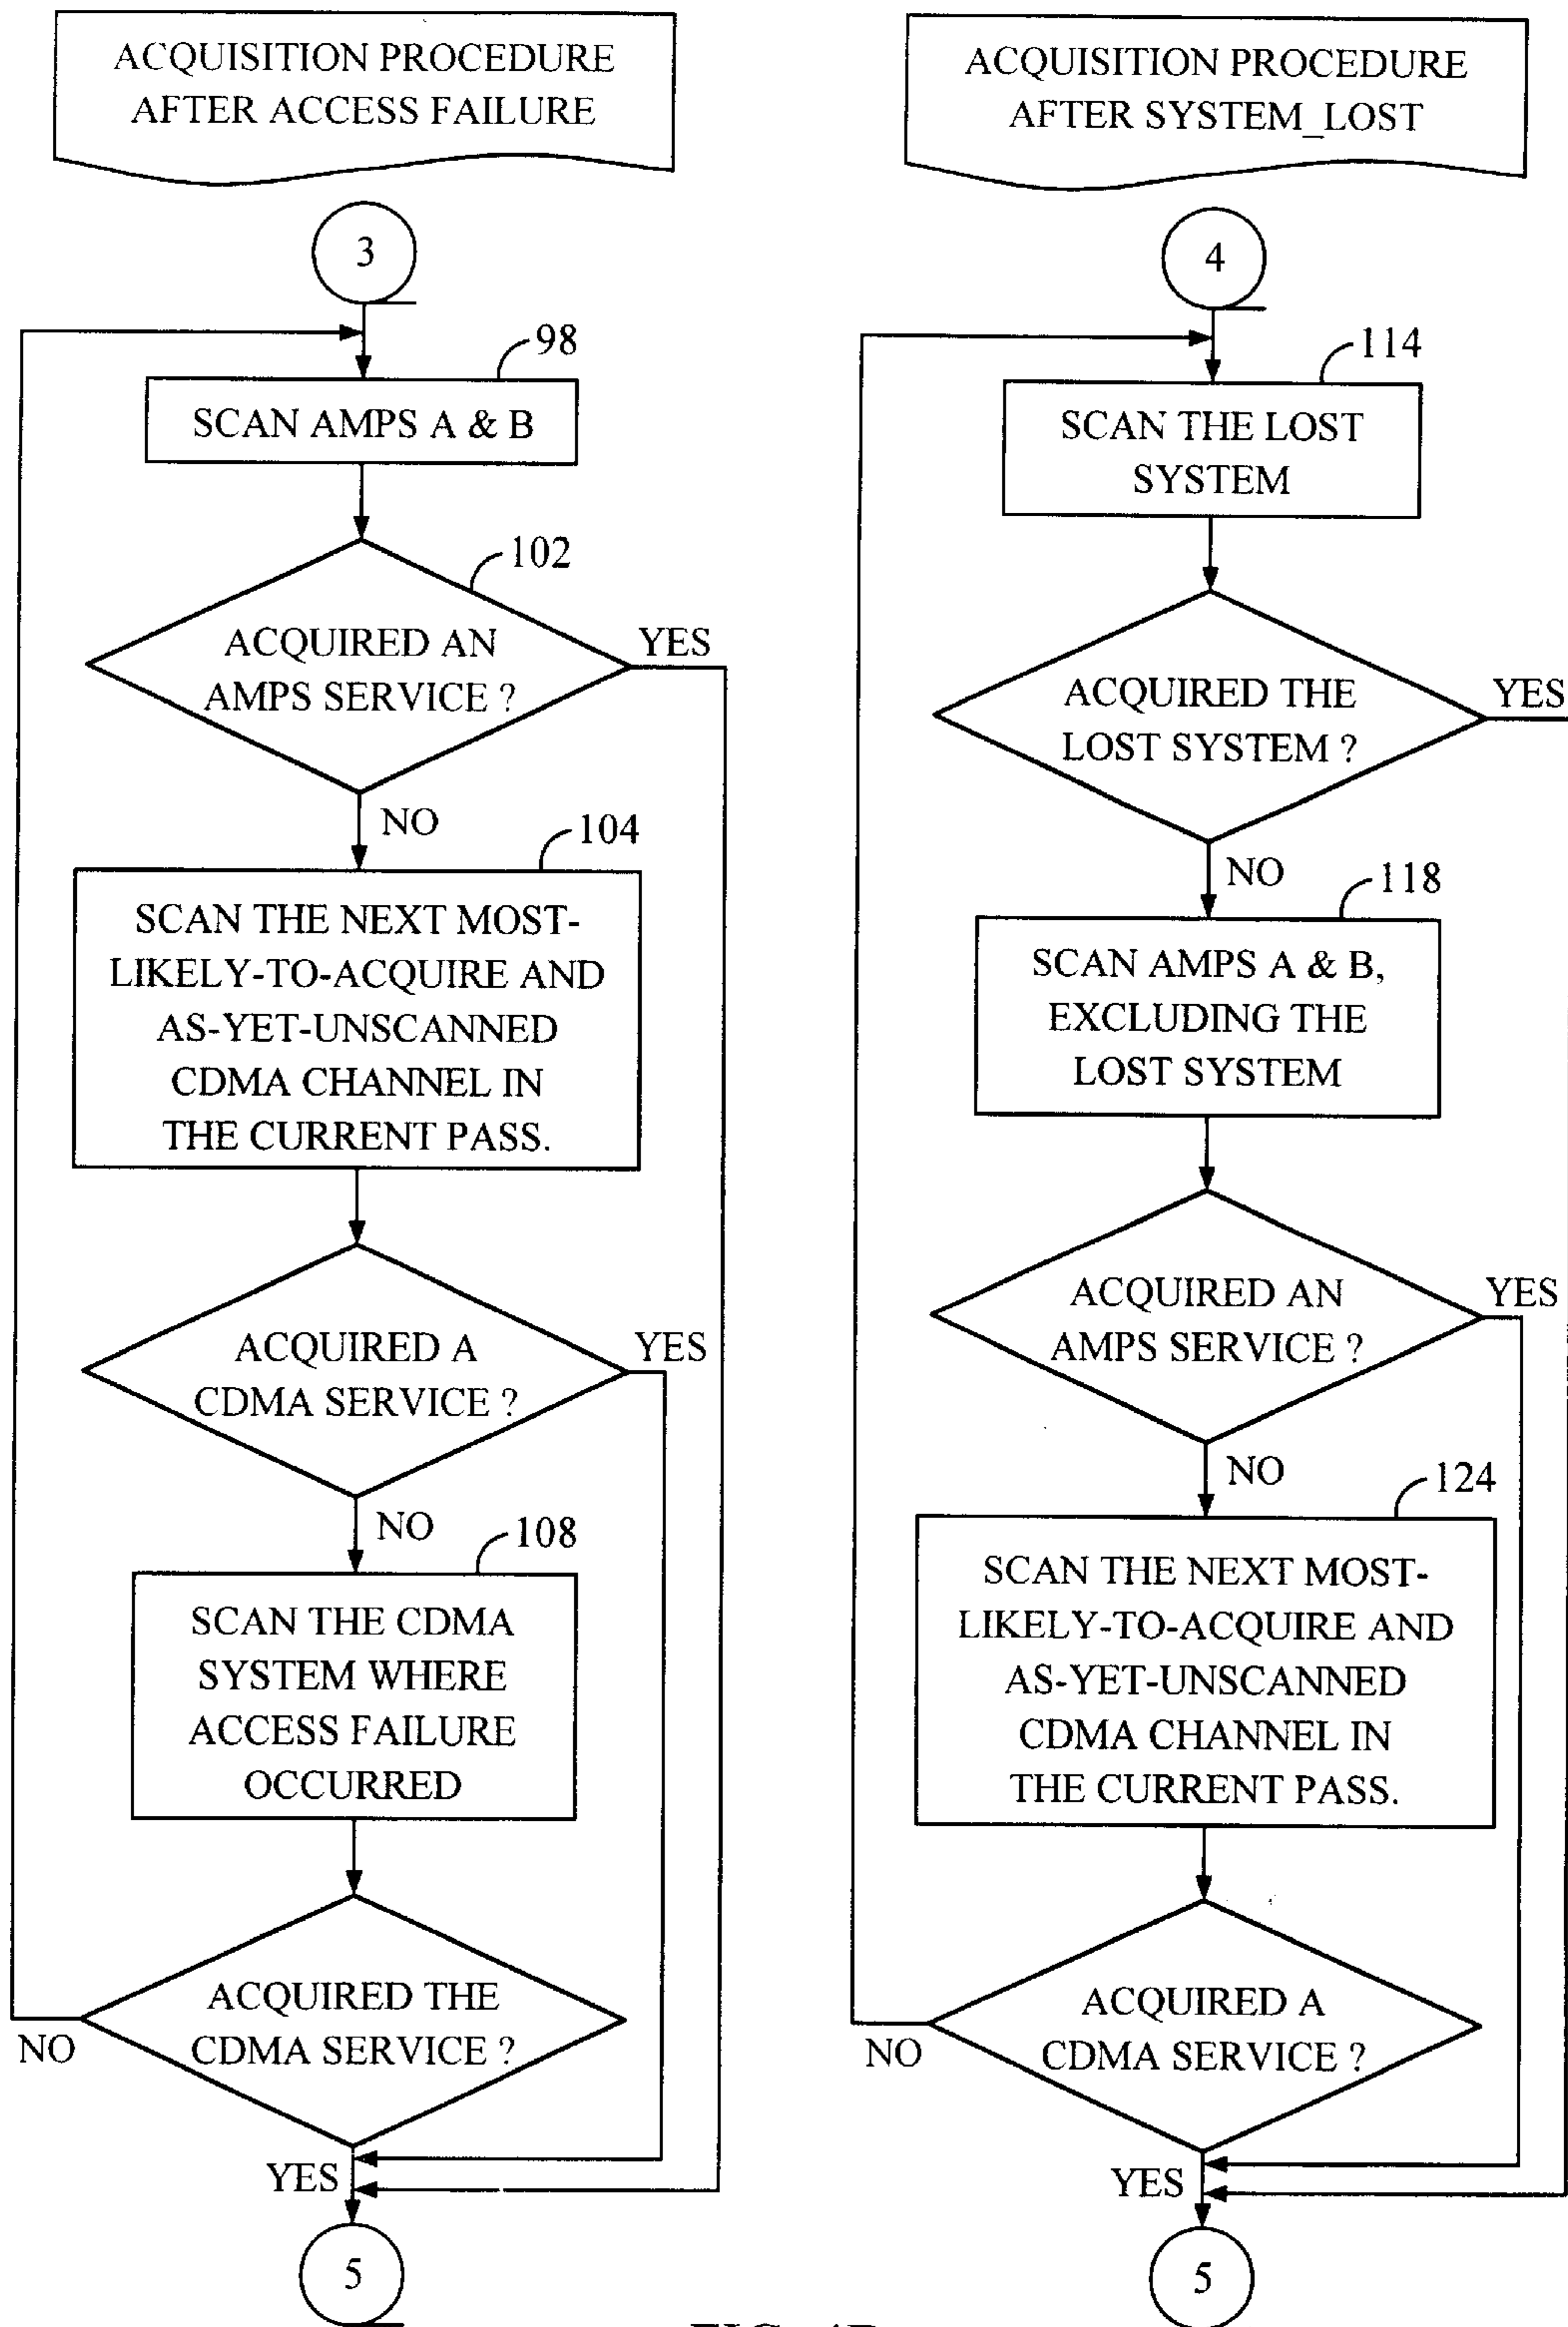 ACQUISITION PROCEDURE
AFTER ACCESS FAILURE
3
98
SCAN AMPS A & B
102
ACQUIRED AN
AMPS SERVICE ?
YES
NO
104
SCAN THE NEXT MOST-
LIKELY-TO-ACQUIRE AND
AS-YET-UNSCANNED
CDMA CHANNEL IN
THE CURRENT PASS.
ACQUIRED A
CDMA SERVICE ?
YES
NO
108
SCAN THE CDMA
SYSTEM WHERE
ACCESS FAILURE
OCCURRED
ACQUIRED THE
CDMA SERVICE ?
NO
YES
5
ACQUISITION PROCEDURE
AFTER SYSTEM_LOST
4
114
SCAN THE LOST
SYSTEM
ACQUIRED THE
LOST SYSTEM ?
YES
NO
118
SCAN AMPS A & B,
EXCLUDING THE
LOST SYSTEM
ACQUIRED AN
AMPS SERVICE ?
YES
NO
124
SCAN THE NEXT MOST-
LIKELY-TO-ACQUIRE AND
AS-YET-UNSCANNED
CDMA CHANNEL IN
THE CURRENT PASS.
ACQUIRED A
CDMA SERVICE ?
NO
YES
5